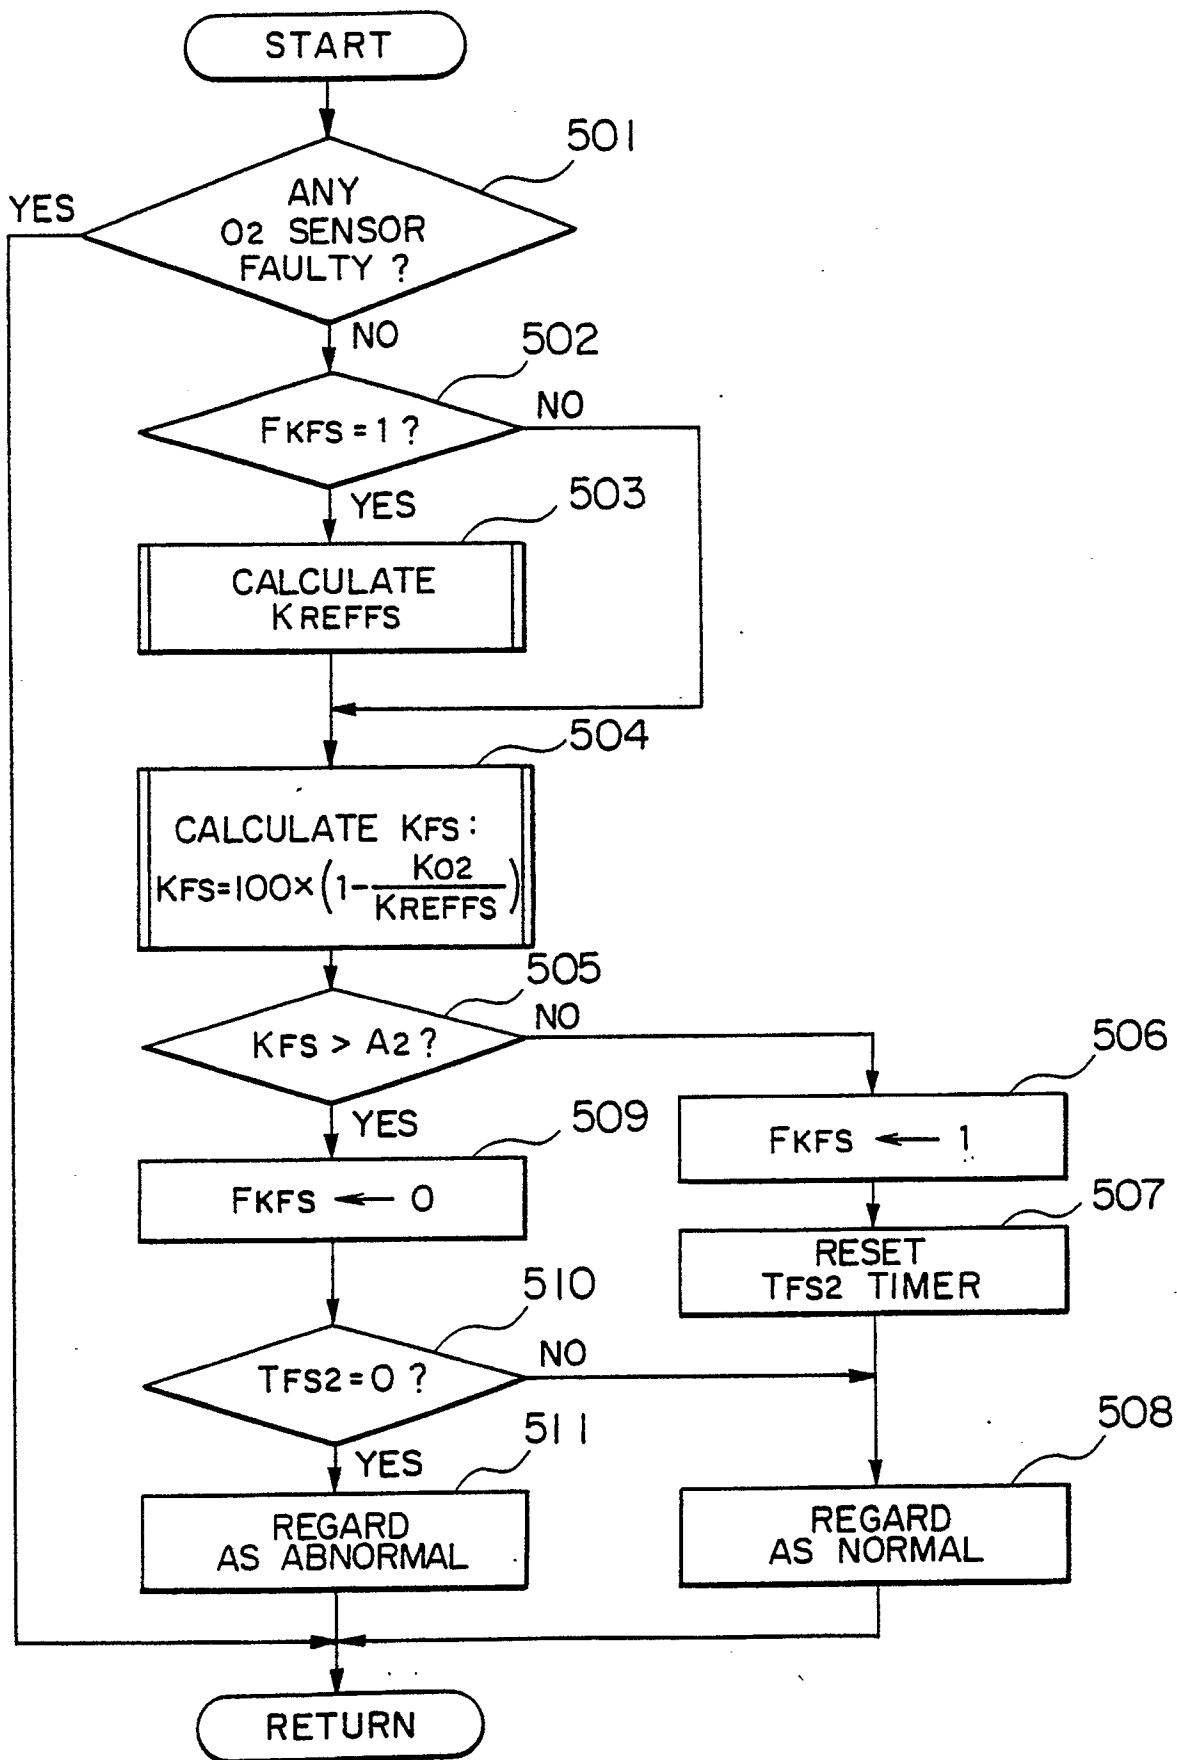 START
501
YES
ANY
O2 SENSOR
FAULTY ?
NO
502
FKFS = 1 ?
NO
YES
503
CALCULATE
KREFFS
504
CALCULATE KFS :
KFS=100×(1-KO2/KREFFS)
505
KFS > A2 ?
NO
506
YES
509
FKFS ← 1
FKFS ← 0
507
RESET
TFS2 TIMER
510
TFS2=0 ?
NO
508
511
YES
REGARD
AS ABNORMAL
REGARD
AS NORMAL
RETURN